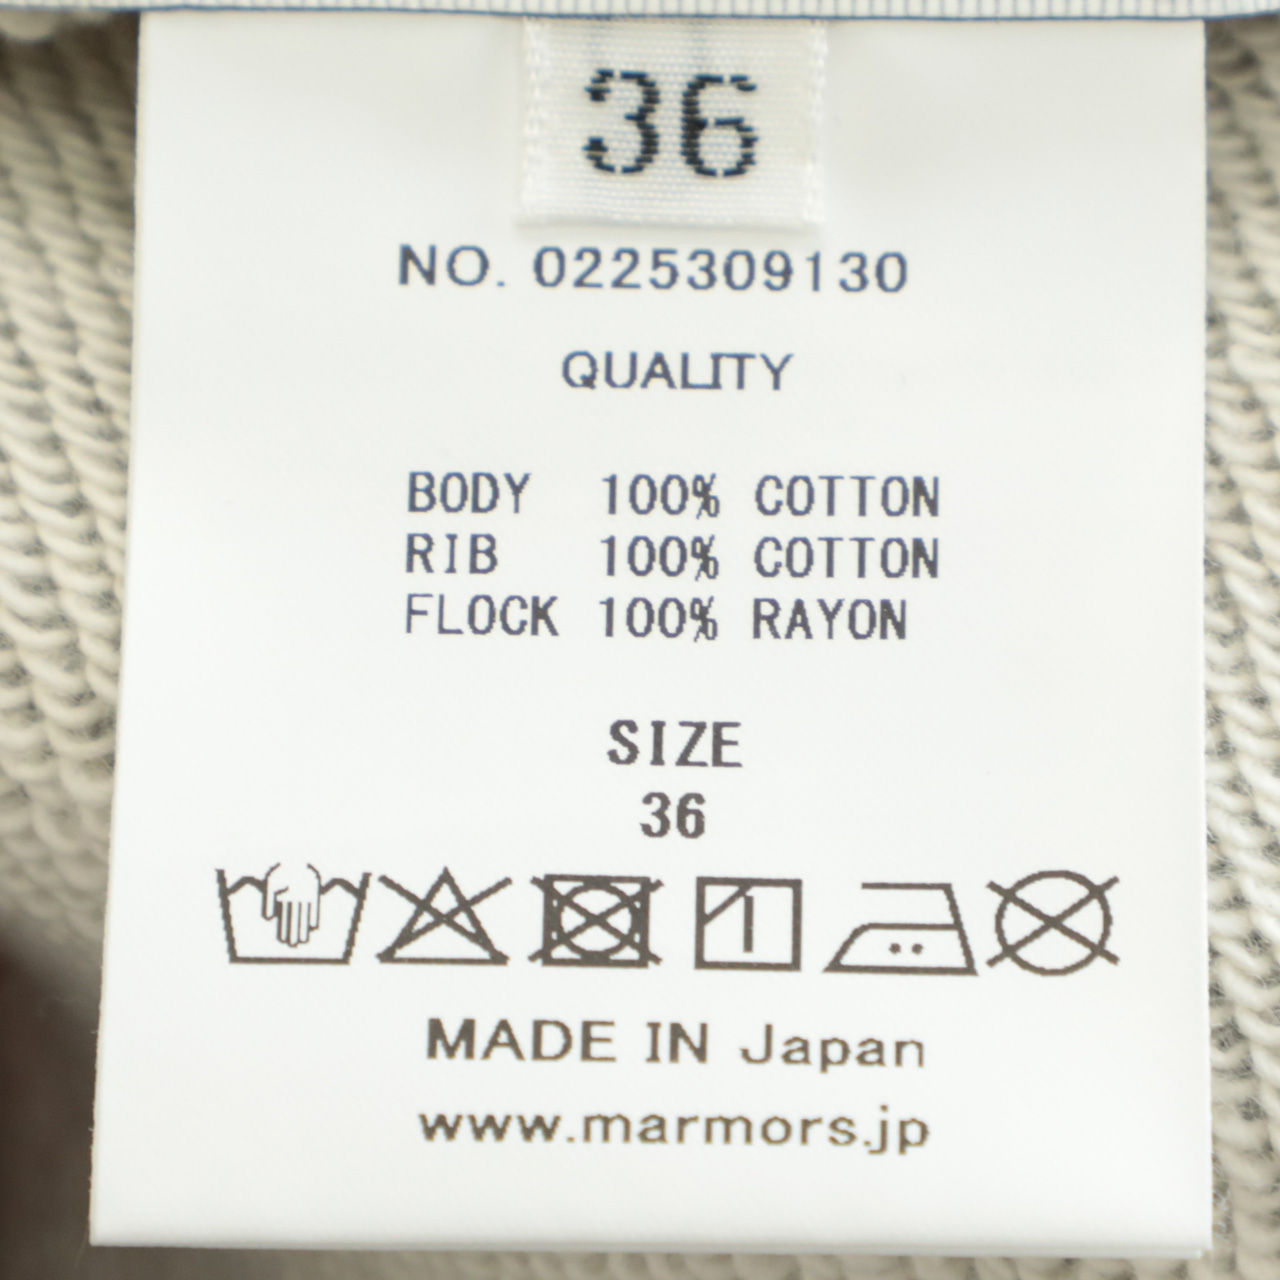 36
NO. 0225309130
QUALITY
BODY 100% COTTON
RIB 100% COTTON
FLOCK 100% RAYON
SIZE
36
MADE IN Japan
www.marmors.jp